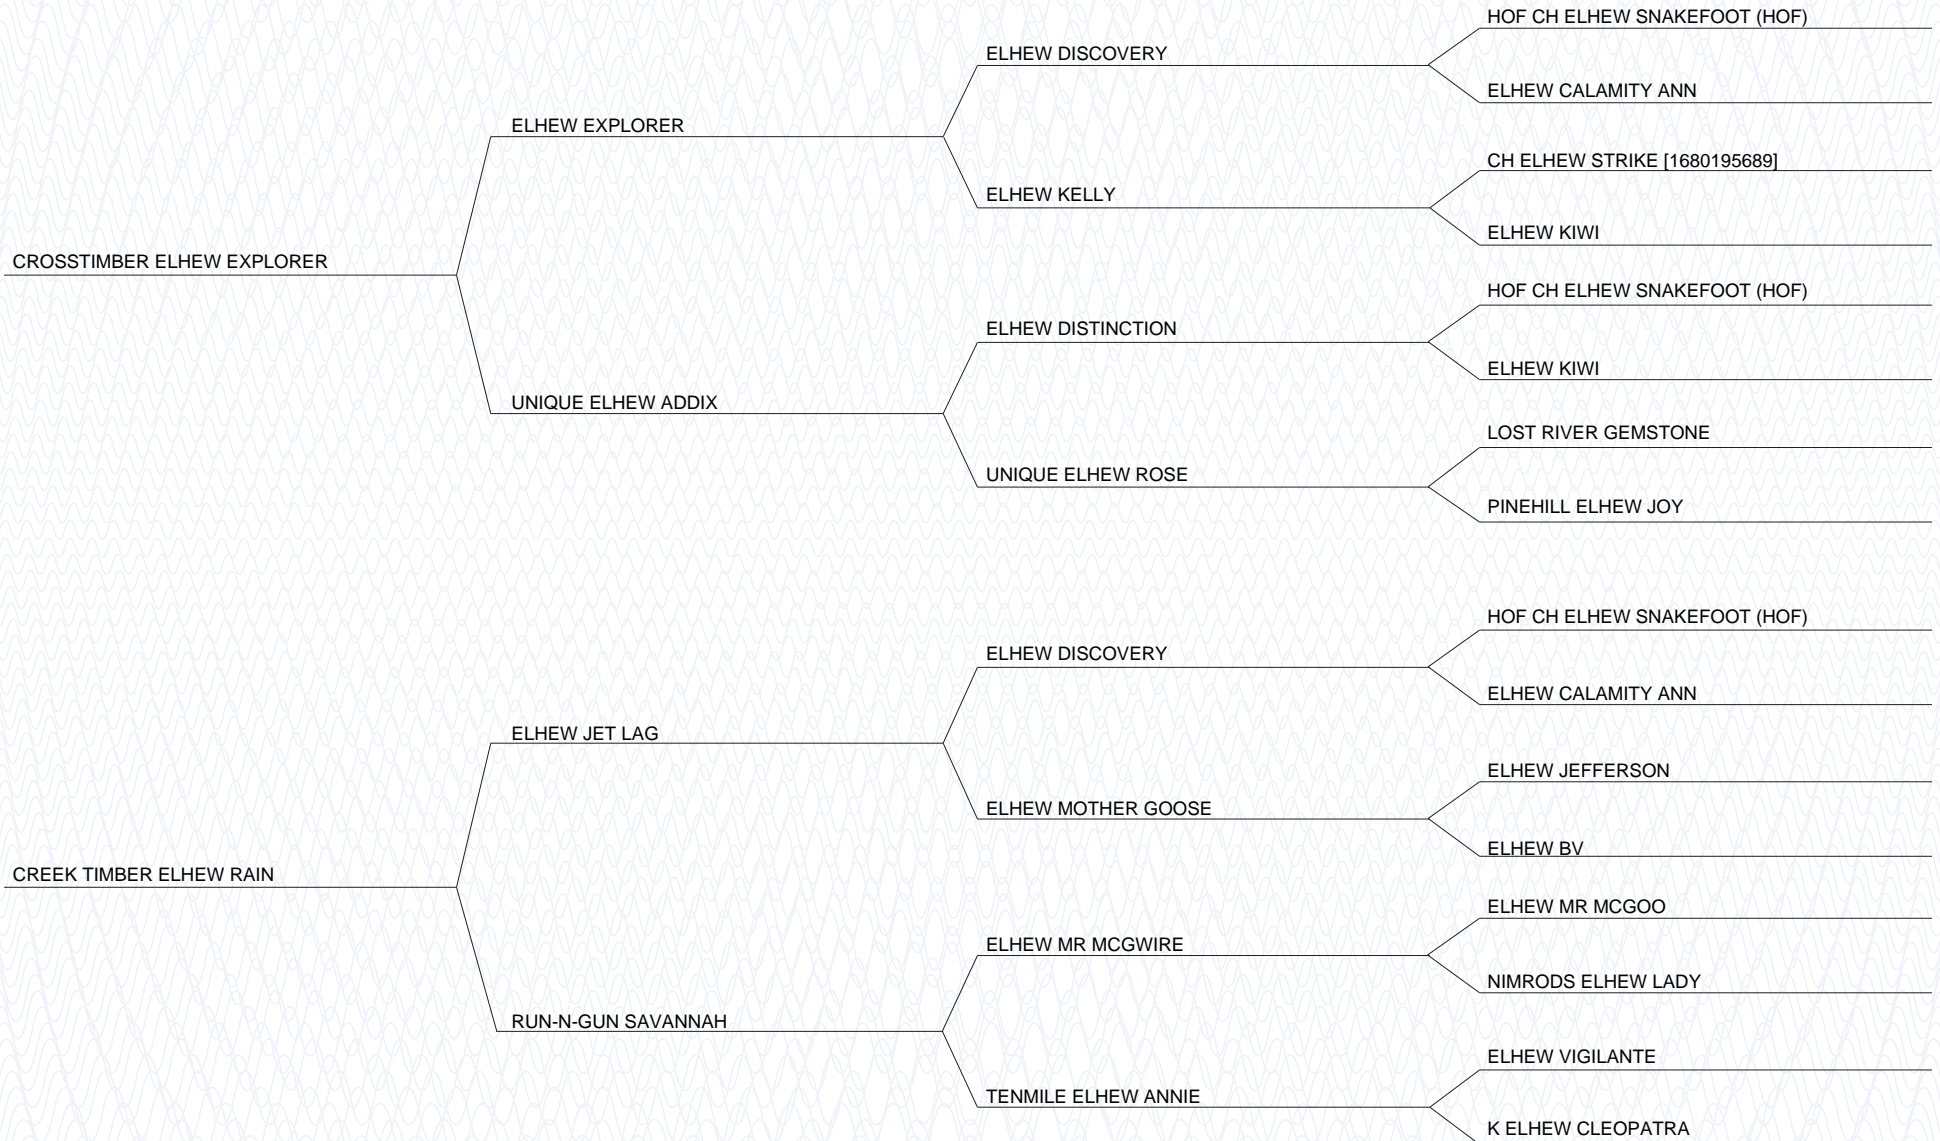 HOF CH ELHEW SNAKEFOOT (HOF)
ELHEW DISCOVERY
ELHEW CALAMITY ANN
ELHEW EXPLORER
CH ELHEW STRIKE [1680195689]
ELHEW KELLY
ELHEW KIWI
CROSSTIMBER ELHEW EXPLORER
HOF CH ELHEW SNAKEFOOT (HOF)
ELHEW DISTINCTION
ELHEW KIWI
UNIQUE ELHEW ADDIX
LOST RIVER GEMSTONE
UNIQUE ELHEW ROSE
PINEHILL ELHEW JOY
HOF CH ELHEW SNAKEFOOT (HOF)
ELHEW DISCOVERY
ELHEW CALAMITY ANN
ELHEW JET LAG
ELHEW JEFFERSON
ELHEW MOTHER GOOSE
ELHEW BV
CREEK TIMBER ELHEW RAIN
ELHEW MR MCGOO
ELHEW MR MCGWIRE
NIMRODS ELHEW LADY
RUN-N-GUN SAVANNAH
ELHEW VIGILANTE
TENMILE ELHEW ANNIE
K ELHEW CLEOPATRA